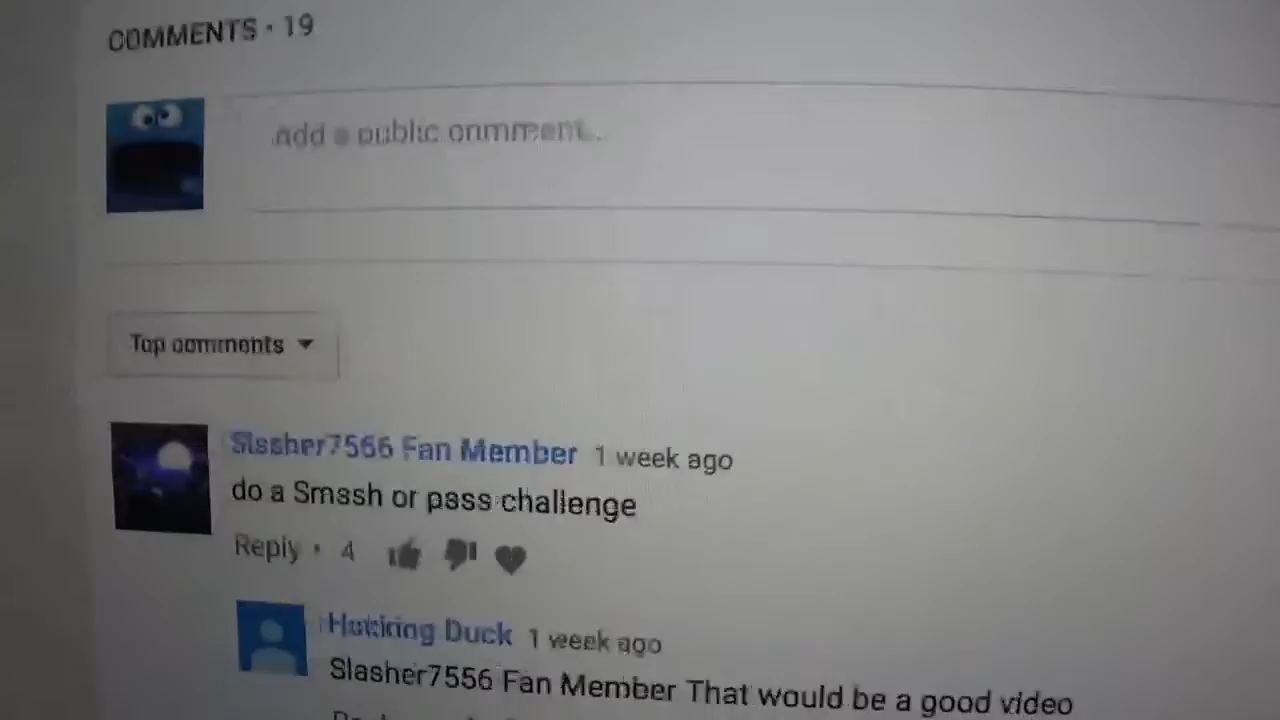 COMMENTS • 19
Add a public comment...
Top comments
Slasher7566 Fan Member 1 week ago
do a Smash or pass challenge
Reply • 4
Duck 1 week ago
Slasher7556 Fan Member That would be a good video